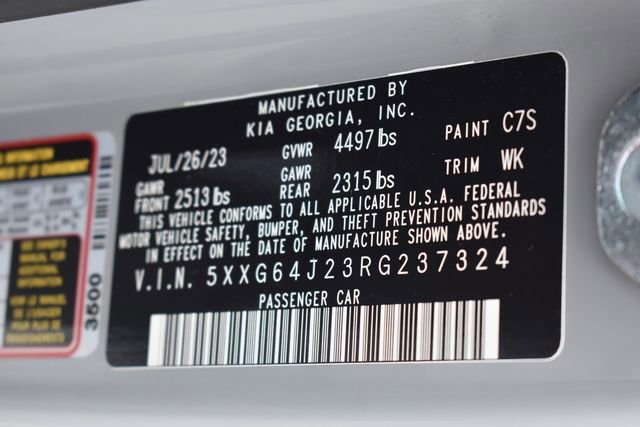 MANUFACTURED BY
KIA GEORGIA, INC.
JUL/26/23 GVWR 4497 lbs PAINT C7S
GAWR FRONT 2513 lbs GAWR REAR 2315 lbs TRIM WK
THIS VEHICLE CONFORMS TO ALL APPLICABLE U.S.A. FEDERAL
MOTOR VEHICLE SAFETY, BUMPER, AND THEFT PREVENTION STANDARDS
IN EFFECT ON THE DATE OF MANUFACTURE SHOWN ABOVE.
V.I.N. 5XXG64J23RG237324
PASSENGER CAR
3500